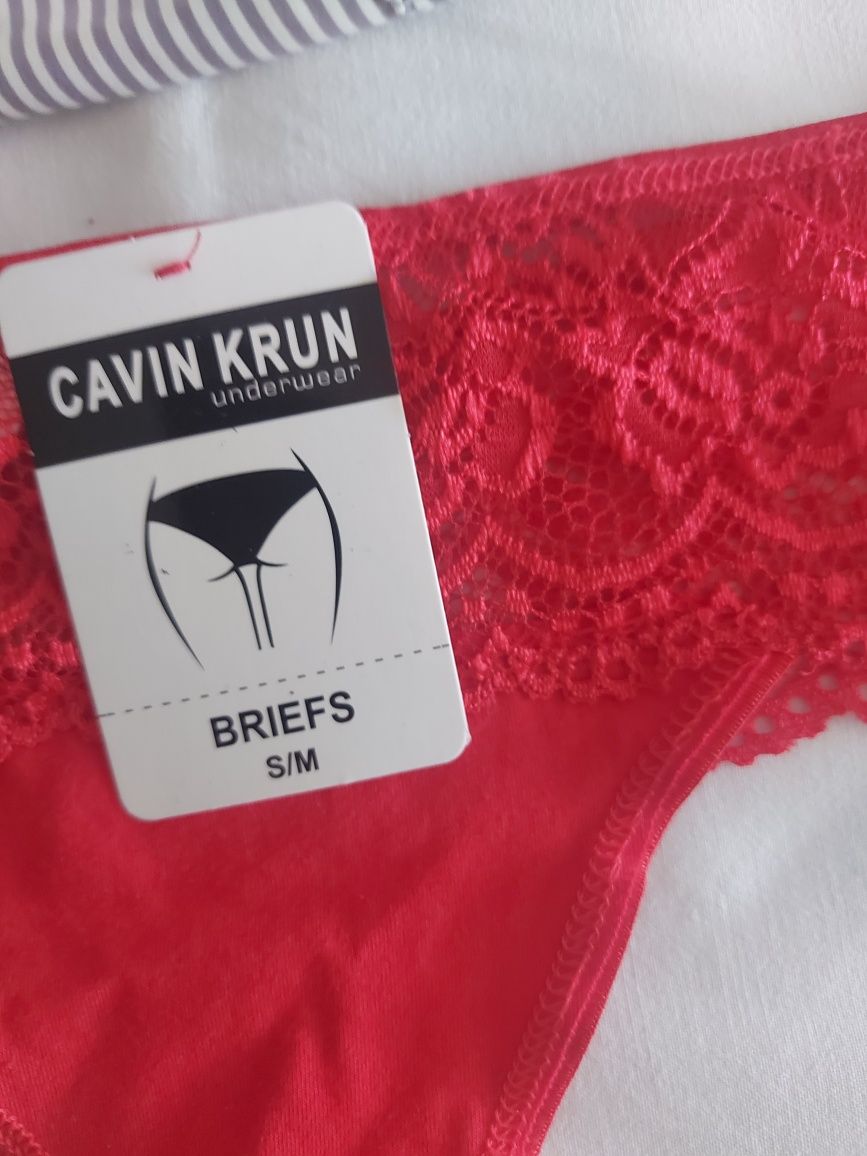 CAVIN KRUN
underwear
BRIEFS
S/M